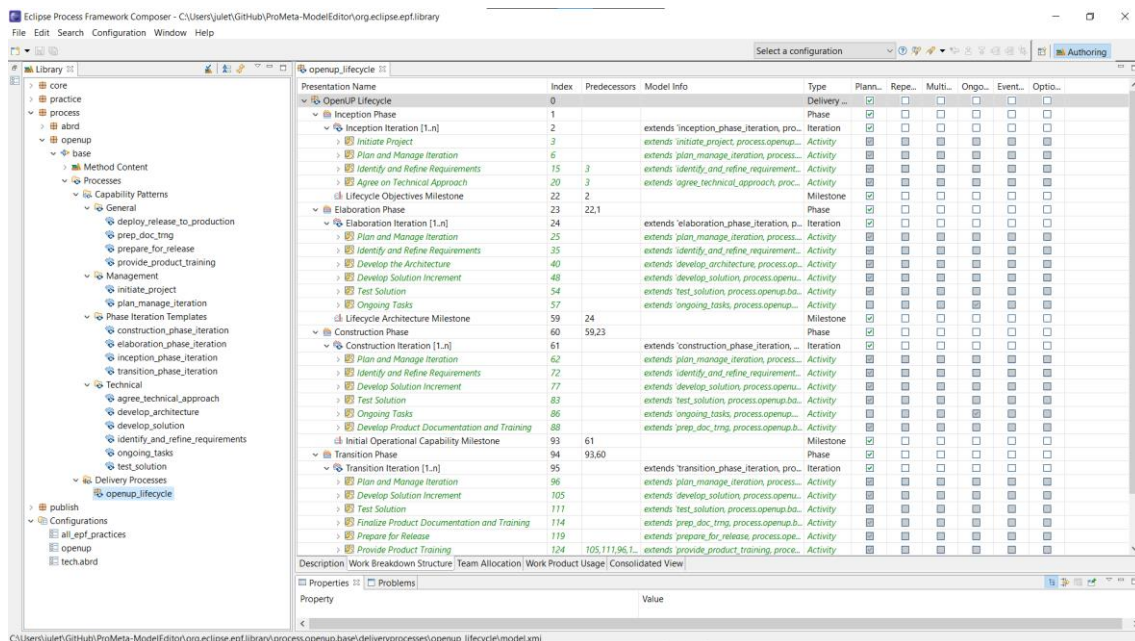 Eclipse Process Framework Composer - C:\Users\julet\GitHub\ProMeta-ModelEditor\org.eclipse.epf.library
File Edit Search Configuration Window Help
Select a configuration
Authoring
Library
core
practice
process
abrd
openup
base
Method Content
Processes
Capability Patterns
General
deploy_release_to_production
prep_doc_trng
prepare_for_release
provide_product_training
Management
initiate_project
plan_manage_iteration
Phase Iteration Templates
construction_phase_iteration
elaboration_phase_iteration
inception_phase_iteration
transition_phase_iteration
Technical
agree_technical_approach
develop_architecture
develop_solution
identify_and_refine_requirements
ongoing_tasks
test_solution
Delivery Processes
openup_lifecycle
publish
Configurations
all_epf_practices
openup
tech.abrd
openup_lifecycle
Presentation Name Index Predecessors Model Info Type Plann... Repe... Multi... Ongo... Event... Optio...
OpenUP Lifecycle 0 Delivery ...
Inception Phase 1 Phase
Inception Iteration [1..n] 2 extends 'inception_phase_iteration, pro... Iteration
Initiate Project 3 extends 'initiate_project, process.openup... Activity
Plan and Manage Iteration 6 extends 'plan_manage_iteration, process... Activity
Identify and Refine Requirements 15 3 extends 'identify_and_refine_requirement... Activity
Agree on Technical Approach 20 3 extends 'agree_technical_approach, proc... Activity
Lifecycle Objectives Milestone 22 2 Milestone
Elaboration Phase 23 22,1 Phase
Elaboration Iteration [1..n] 24 extends 'elaboration_phase_iteration, p... Iteration
Plan and Manage Iteration 25 extends 'plan_manage_iteration, process... Activity
Identify and Refine Requirements 35 extends 'identify_and_refine_requirement... Activity
Develop the Architecture 40 extends 'develop_architecture, process.op... Activity
Develop Solution Increment 48 extends 'develop_solution, process.openu... Activity
Test Solution 54 extends 'test_solution, process.openup.ba... Activity
Ongoing Tasks 57 extends 'ongoing_tasks, process.openup.... Activity
Lifecycle Architecture Milestone 59 24 Milestone
Construction Phase 60 59,23 Phase
Construction Iteration [1..n] 61 extends 'construction_phase_iteration, ... Iteration
Plan and Manage Iteration 62 extends 'plan_manage_iteration, process... Activity
Identify and Refine Requirements 72 extends 'identify_and_refine_requirement... Activity
Develop Solution Increment 77 extends 'develop_solution, process.openu... Activity
Test Solution 83 extends 'test_solution, process.openup.ba... Activity
Ongoing Tasks 86 extends 'ongoing_tasks, process.openup.... Activity
Develop Product Documentation and Training 88 extends 'prep_doc_trng, process.openup.b... Activity
Initial Operational Capability Milestone 93 61 Milestone
Transition Phase 94 93,60 Phase
Transition Iteration [1..n] 95 extends 'transition_phase_iteration, pro... Iteration
Plan and Manage Iteration 96 extends 'plan_manage_iteration, process... Activity
Develop Solution Increment 105 extends 'develop_solution, process.openu... Activity
Test Solution 111 extends 'test_solution, process.openup.ba... Activity
Finalize Product Documentation and Training 114 extends 'prep_doc_trng, process.openup.b... Activity
Prepare for Release 119 extends 'prepare_for_release, process.ope... Activity
Provide Product Training 124 105,111,96,1... extends 'provide_product_training, proce... Activity
Description Work Breakdown Structure Team Allocation Work Product Usage Consolidated View
Properties Problems
Property Value
C:\Users\julet\GitHub\ProMeta-ModelEditor\org.eclipse.epf.library\process.openup.base\deliveryprocesses\openup_lifecycle\model.xmi